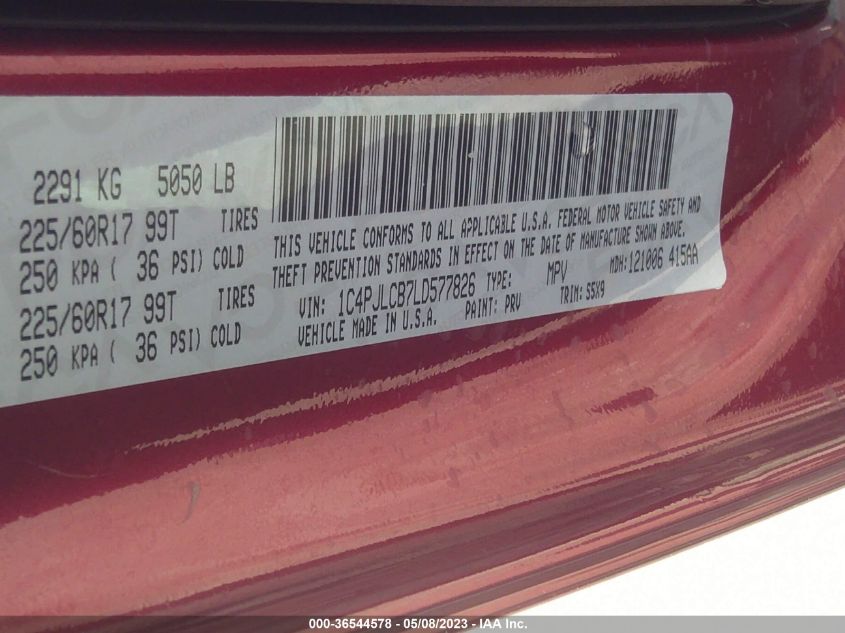 2291 KG 5050 LB
225/60R17 99T TIRES
250 KPA ( 36 PSI) COLD
225/60R17 99T TIRES
250 KPA ( 36 PSI) COLD
THIS VEHICLE CONFORMS TO ALL APPLICABLE U.S.A. FEDERAL MOTOR VEHICLE SAFETY AND
THEFT PREVENTION STANDARDS IN EFFECT ON THE DATE OF MANUFACTURE SHOWN ABOVE.
VIN: 1C4PJLCB7LD577826 TYPE: MPV MDH:121006 415AA
VEHICLE MADE IN U.S.A. PAINT: PRV TRIM: S5X9
000-36544578 — 05/08/2023 — IAA Inc.